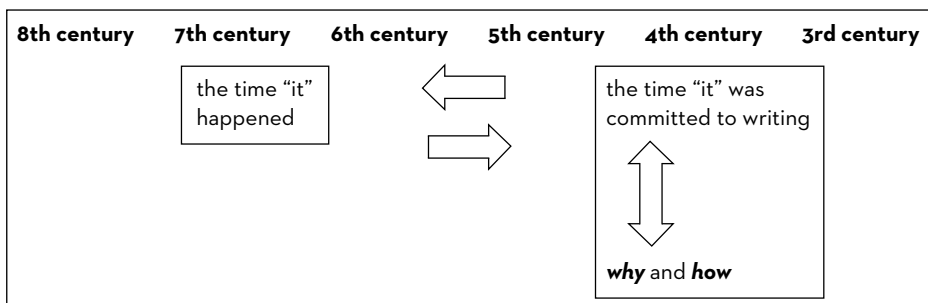 8th century 7th century 6th century 5th century 4th century 3rd century
the time “it”
happened
the time “it” was
committed to writing
why and how